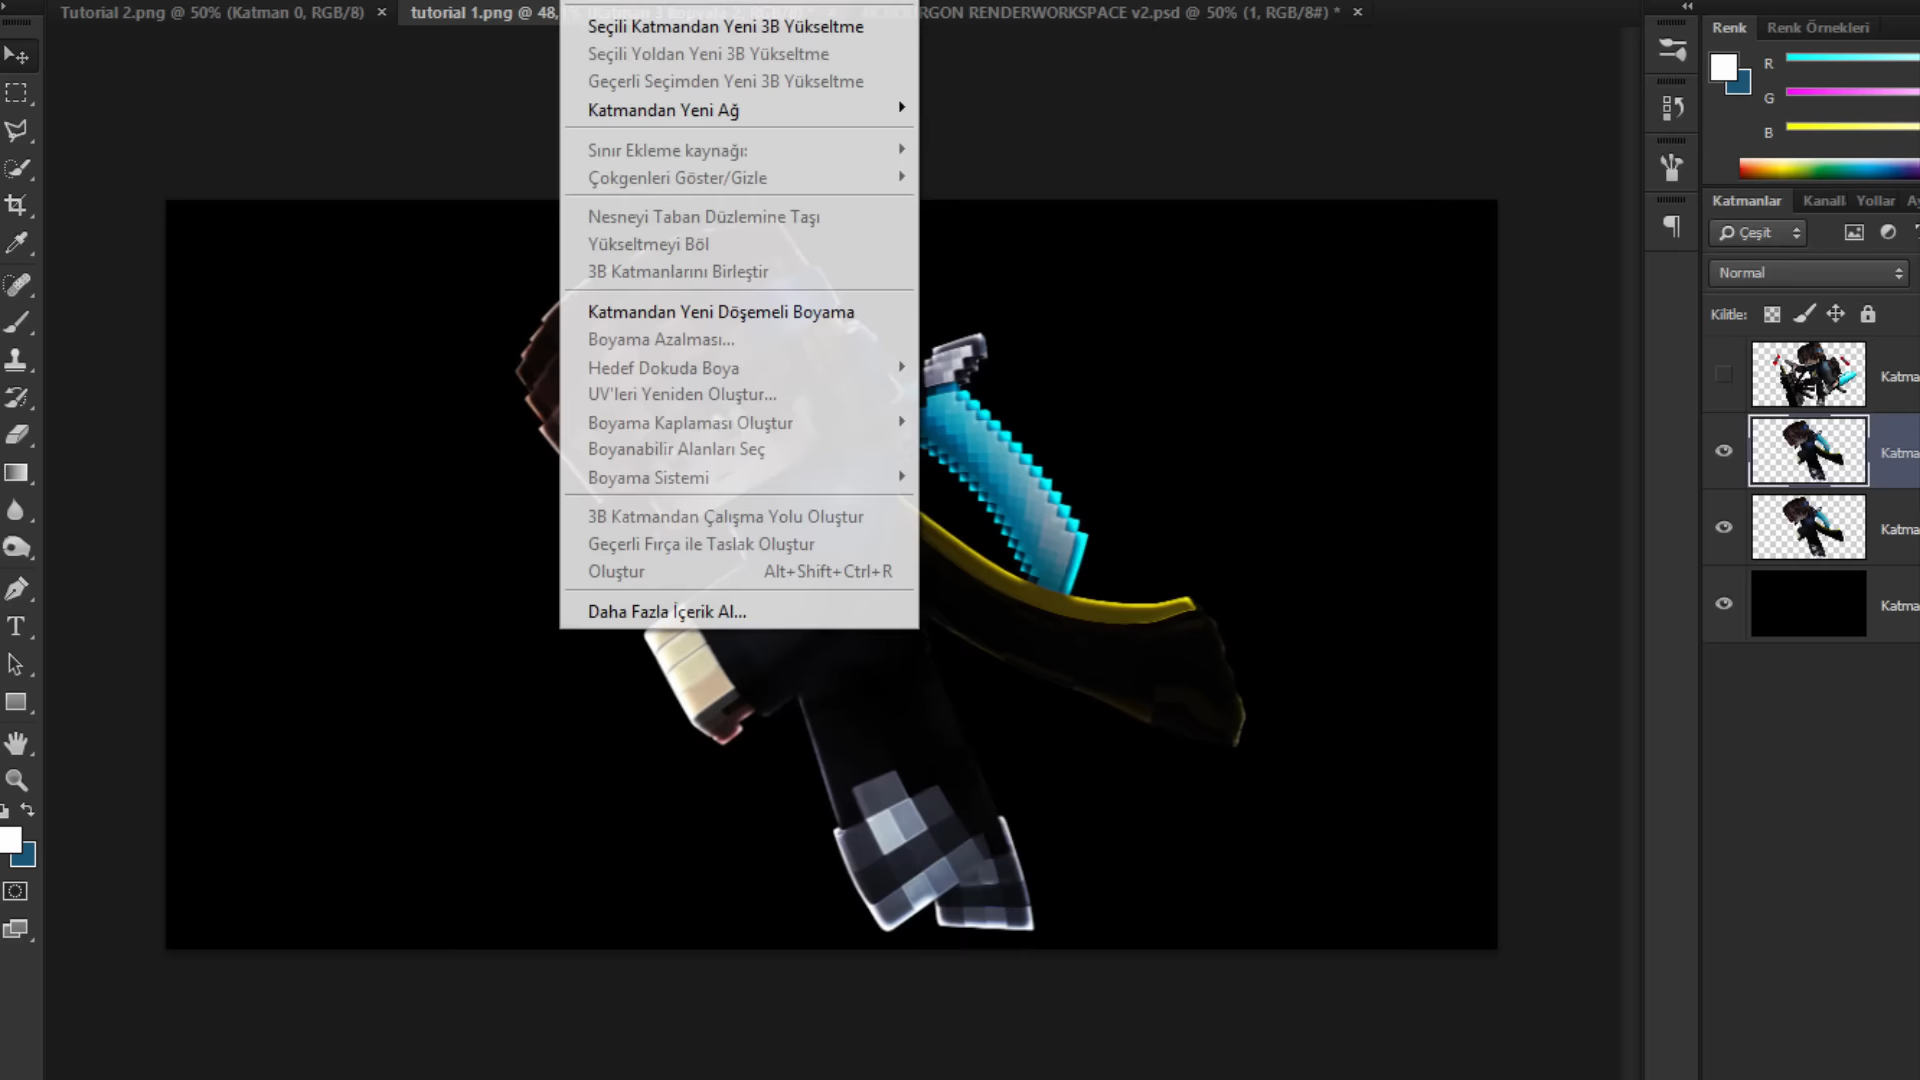 Tutorial 2.png @ 50% (Katman 0, RGB/8) ×
tutorial 1.png @ 48,
RGON RENDERWORKSPACE v2.psd @ 50% (1, RGB/8#) * ×
Seçili Katmandan Yeni 3B Yükseltme
Seçili Yoldan Yeni 3B Yükseltme
Geçerli Seçimden Yeni 3B Yükseltme
Katmandan Yeni Ağ
Sınır Ekleme kaynağı:
Çokgenleri Göster/Gizle
Nesneyi Taban Düzlemine Taşı
Yükseltmeyi Böl
3B Katmanlarını Birleştir
Katmandan Yeni Döşemeli Boyama
Boyama Azalması...
Hedef Dokuda Boya
UV'leri Yeniden Oluştur...
Boyama Kaplaması Oluştur
Boyanabilir Alanları Seç
Boyama Sistemi
3B Katmandan Çalışma Yolu Oluştur
Geçerli Fırça ile Taslak Oluştur
Oluştur Alt+Shift+Ctrl+R
Daha Fazla İçerik Al...
Renk Renk Örnekleri
R
G
B
Katmanlar Kanall Yollar Ay
Çeşit
Normal
Kilitle:
Katma
Katma
Katma
Katma